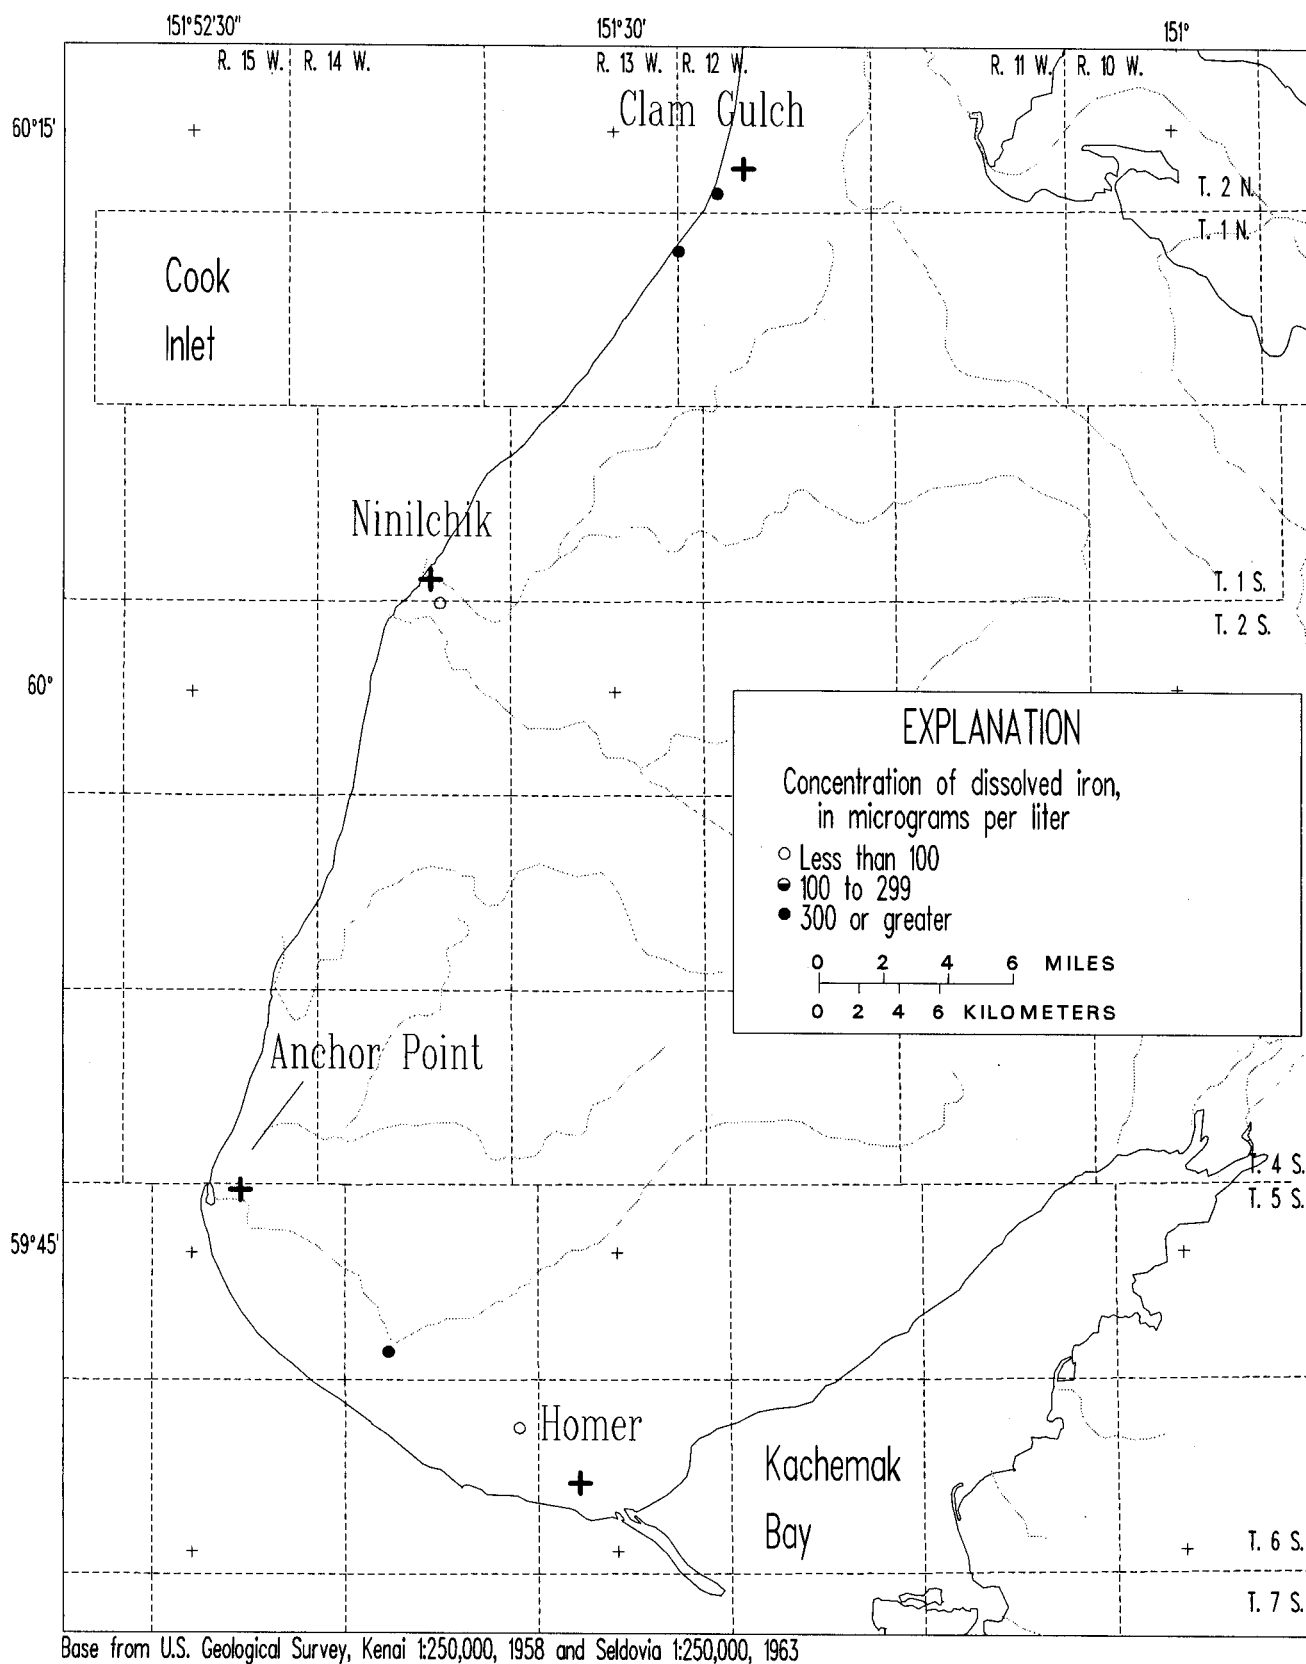 151°52'30" 151°30' 151°
R. 15 W. R. 14 W. R. 13 W. R. 12 W. R. 11 W. R. 10 W.
Clam Gulch
60°15'
T. 2 N.
T. 1 N.
Cook
Inlet
Ninilchik
T. 1 S.
T. 2 S.
60°
EXPLANATION
Concentration of dissolved iron,
in micrograms per liter
Less than 100
100 to 299
300 or greater
0 2 4 6 MILES
0 2 4 6 KILOMETERS
Anchor Point
T. 4 S.
T. 5 S.
59°45'
Homer
Kachemak
Bay
T. 6 S.
T. 7 S.
Base from U.S. Geological Survey, Kenai 1:250,000, 1958 and Seldovia 1:250,000, 1963